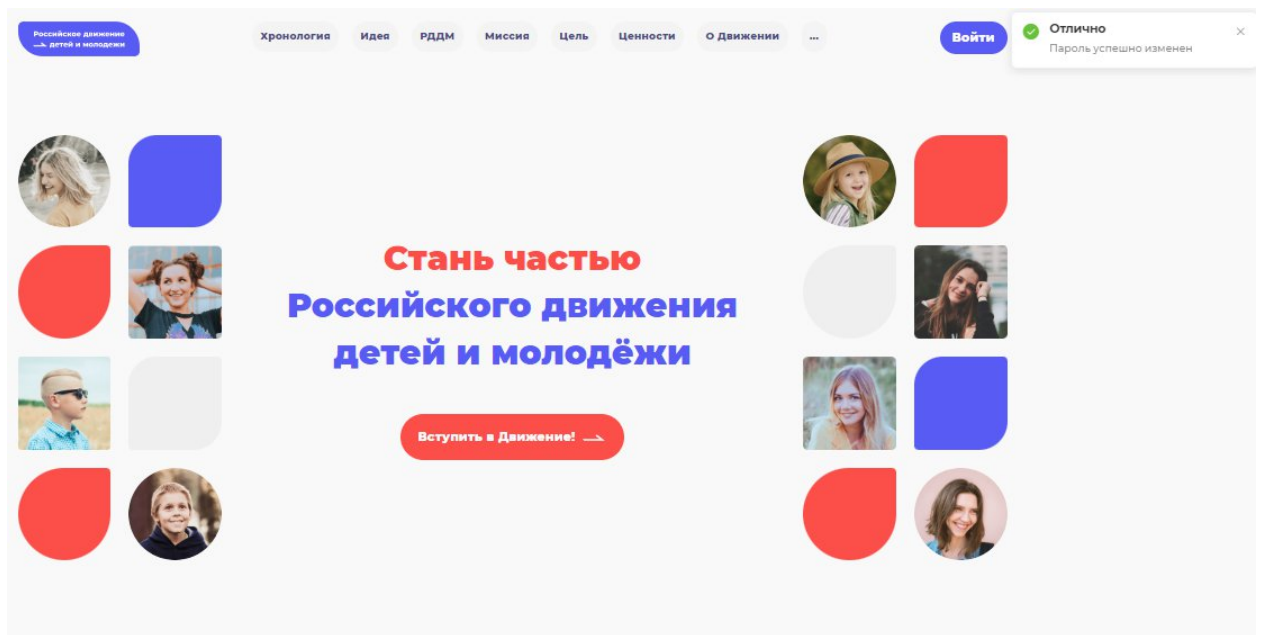 Российское движение
детей и молодежи
Хронология
Идея
РДДМ
Миссия
Цель
Ценности
О Движении
...
Войти
Отлично
Пароль успешно изменен
Стань частью
Российского движения
детей и молодёжи
Вступить в Движение!